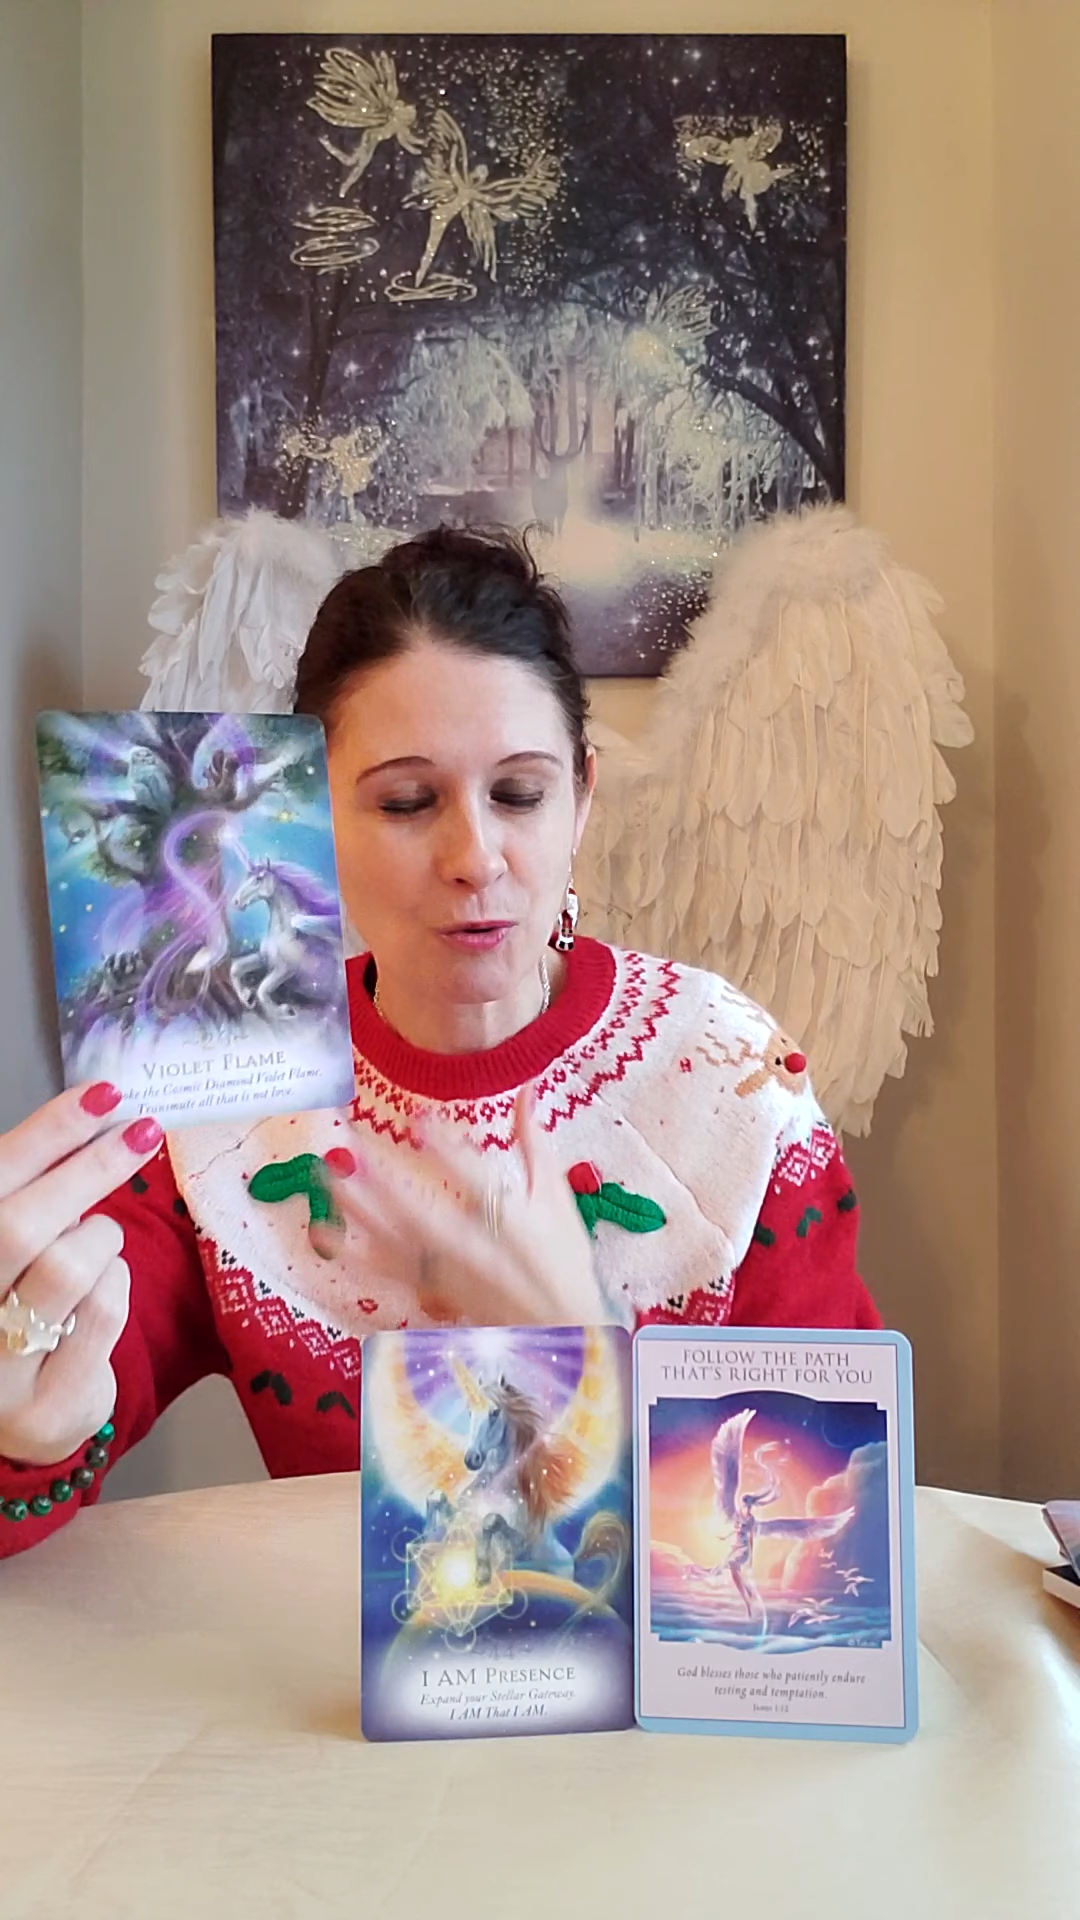 VIOLET FLAME
the Cosmic Diamond Violet Flame.
Transmute all that is not love.
44
I AM PRESENCE
Expand your Stellar Gateway.
I AM That I AM.
FOLLOW THE PATH
THAT'S RIGHT FOR YOU
God blesses those who patiently endure
testing and temptation.
James 1:12